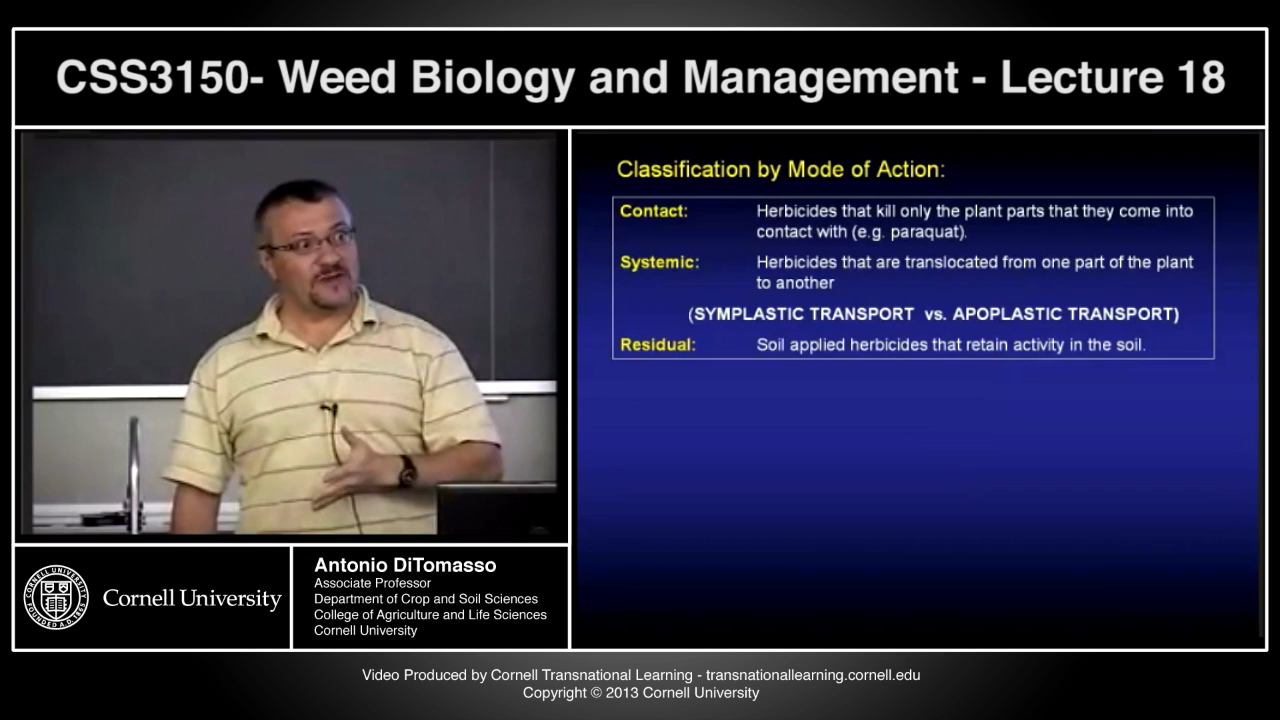 CSS3150- Weed Biology and Management - Lecture 18
Classification by Mode of Action:
Contact: Herbicides that kill only the plant parts that they come into
contact with (e.g. paraquat).
Systemic: Herbicides that are translocated from one part of the plant
to another
(SYMPLASTIC TRANSPORT vs. APOPLASTIC TRANSPORT)
Residual: Soil applied herbicides that retain activity in the soil.
Cornell University
Antonio DiTomasso
Associate Professor
Department of Crop and Soil Sciences
College of Agriculture and Life Sciences
Cornell University
Video Produced by Cornell Transnational Learning - transnationallearning.cornell.edu
Copyright © 2013 Cornell University